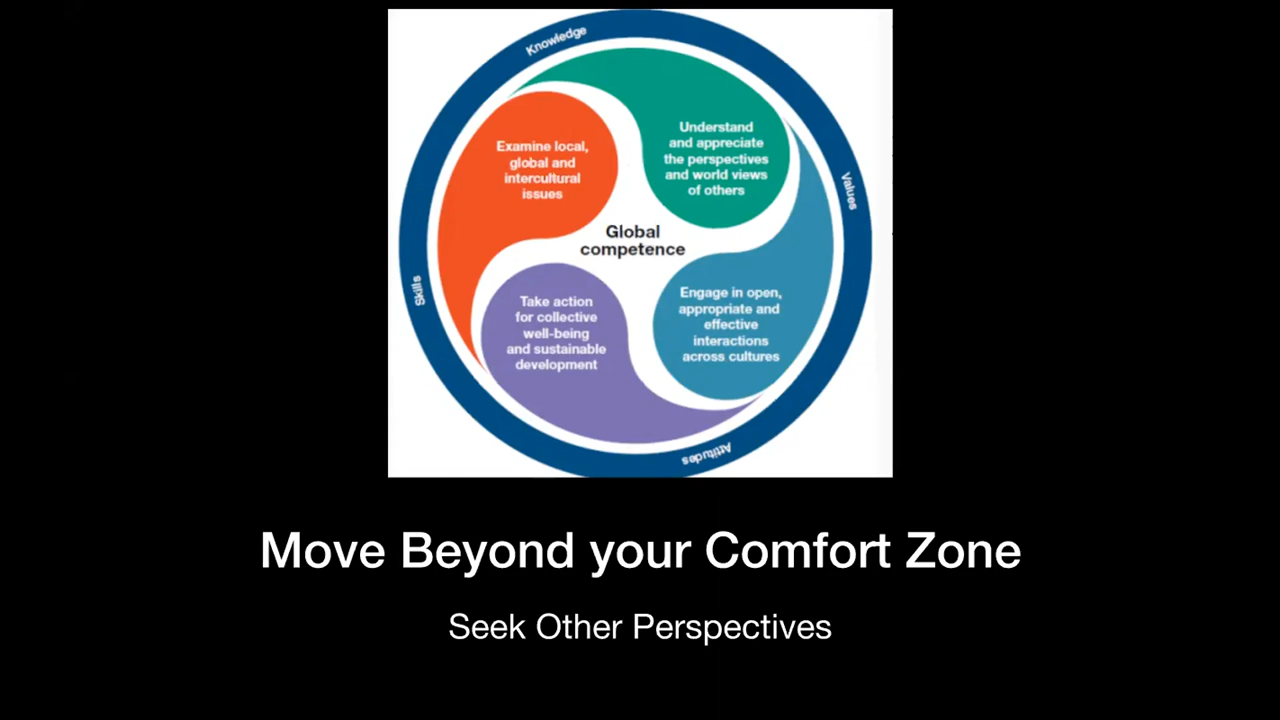 Knowledge
Examine local,
global and
intercultural
issues
Understand
and appreciate
the perspectives
and world views
of others
Values
Global
competence
Skills
Take action
for collective
well-being
and sustainable
development
Engage in open,
appropriate and
effective
interactions
across cultures
Attitudes
Move Beyond your Comfort Zone
Seek Other Perspectives